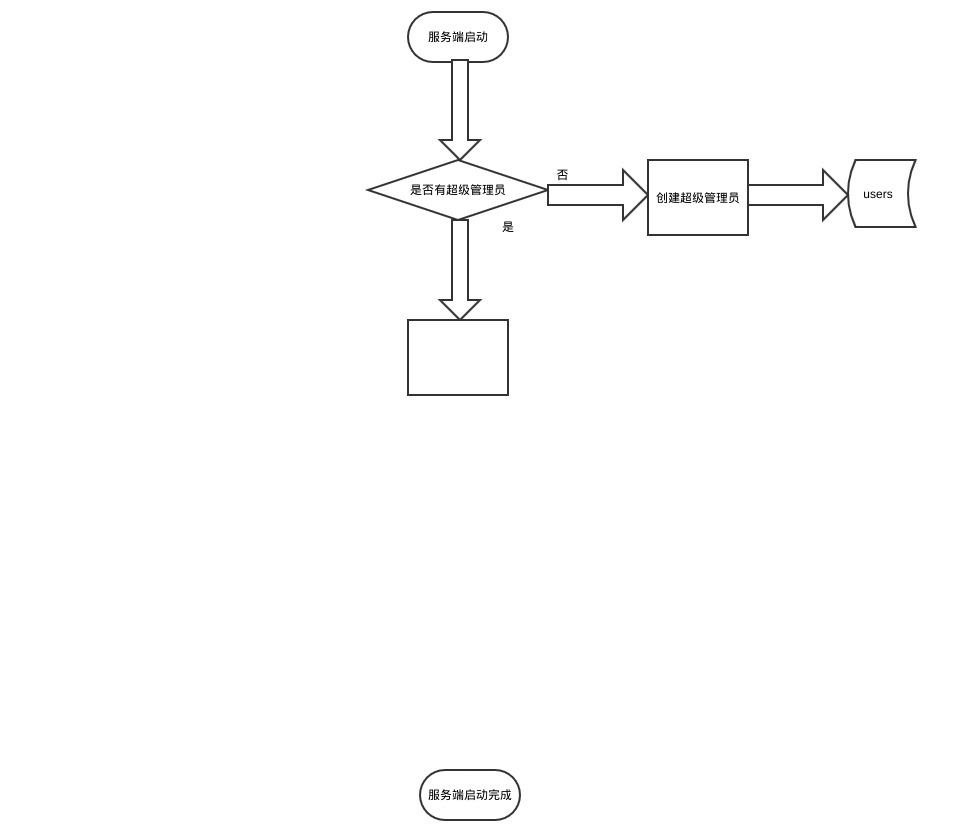 服务端启动
否
是否有超级管理员
创建超级管理员
users
是
服务端启动完成